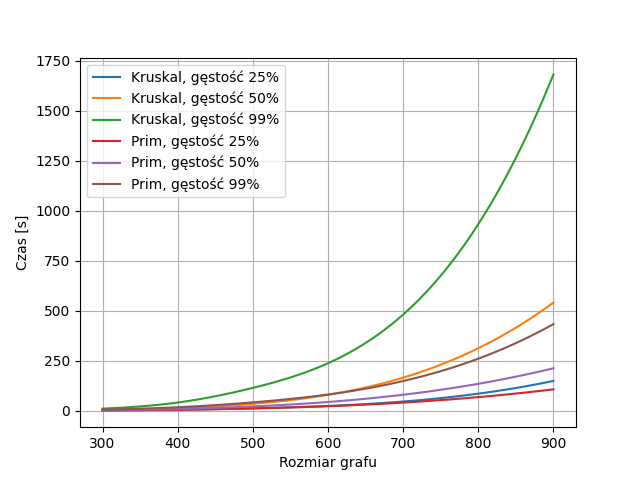 1750
1500
1250
1000
750
500
250
0
Czas [s]
Kruskal, gęstość 25%
Kruskal, gęstość 50%
Kruskal, gęstość 99%
Prim, gęstość 25%
Prim, gęstość 50%
Prim, gęstość 99%
300 400 500 600 700 800 900
Rozmiar grafu